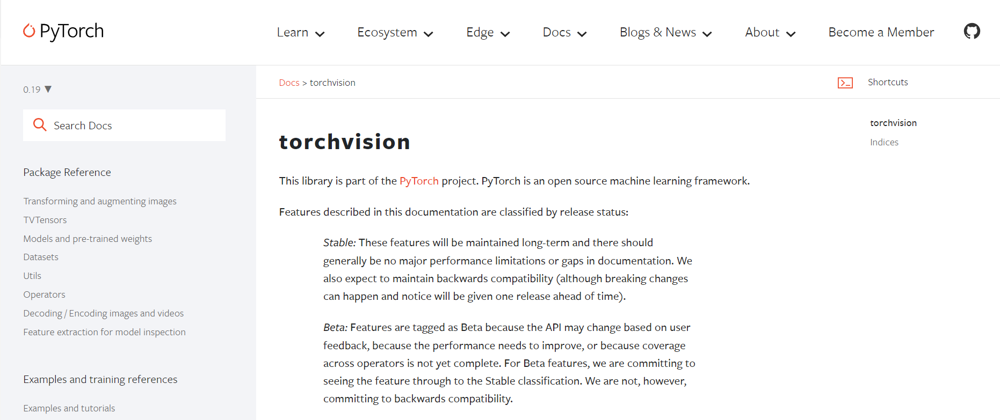 PyTorch
Learn
Ecosystem
Edge
Docs
Blogs & News
About
Become a Member
0.19 ▼
Search Docs
Package Reference
Transforming and augmenting images
TVTensors
Models and pre-trained weights
Datasets
Utils
Operators
Decoding / Encoding images and videos
Feature extraction for model inspection
Examples and training references
Examples and tutorials
Docs > torchvision
Shortcuts
torchvision
This library is part of the PyTorch project. PyTorch is an open source machine learning framework.
Features described in this documentation are classified by release status:
Stable: These features will be maintained long-term and there should
generally be no major performance limitations or gaps in documentation. We
also expect to maintain backwards compatibility (although breaking changes
can happen and notice will be given one release ahead of time).
Beta: Features are tagged as Beta because the API may change based on user
feedback, because the performance needs to improve, or because coverage
across operators is not yet complete. For Beta features, we are committing to
seeing the feature through to the Stable classification. We are not, however,
committing to backwards compatibility.
torchvision
Indices